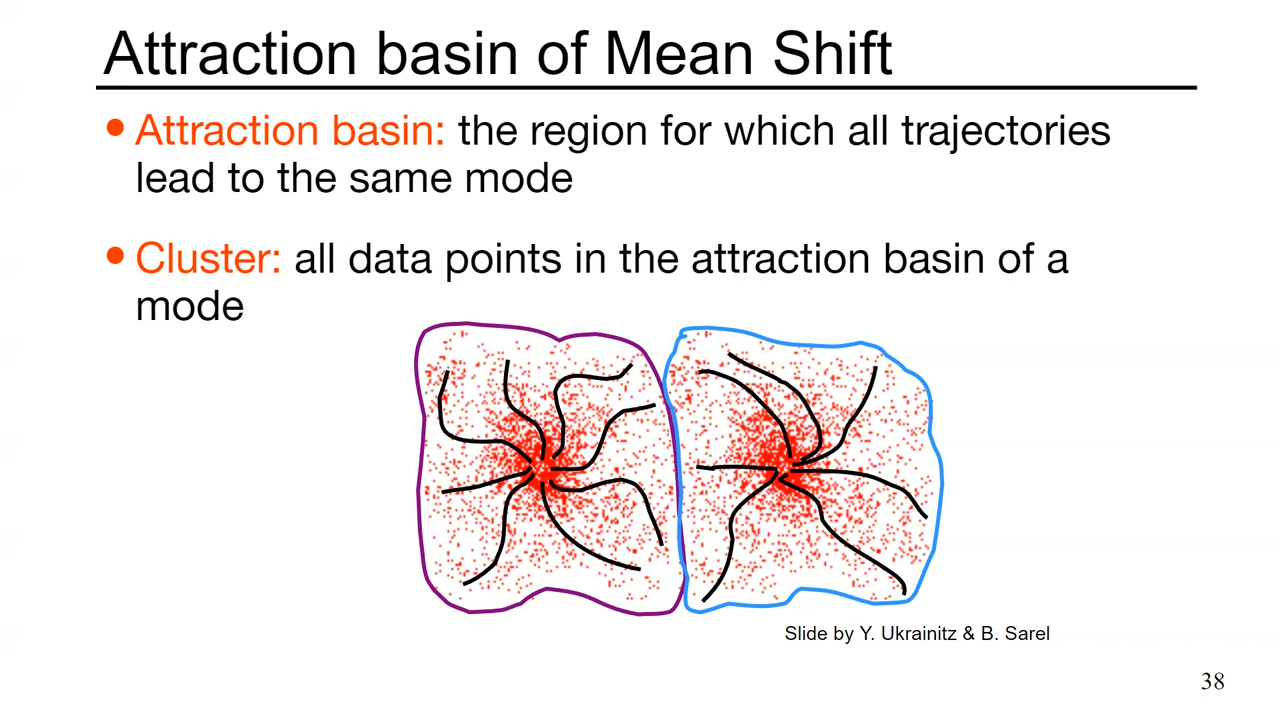 Attraction basin of Mean Shift
• Attraction basin: the region for which all trajectories
lead to the same mode
• Cluster: all data points in the attraction basin of a
mode
Slide by Y. Ukrainitz & B. Sarel
38